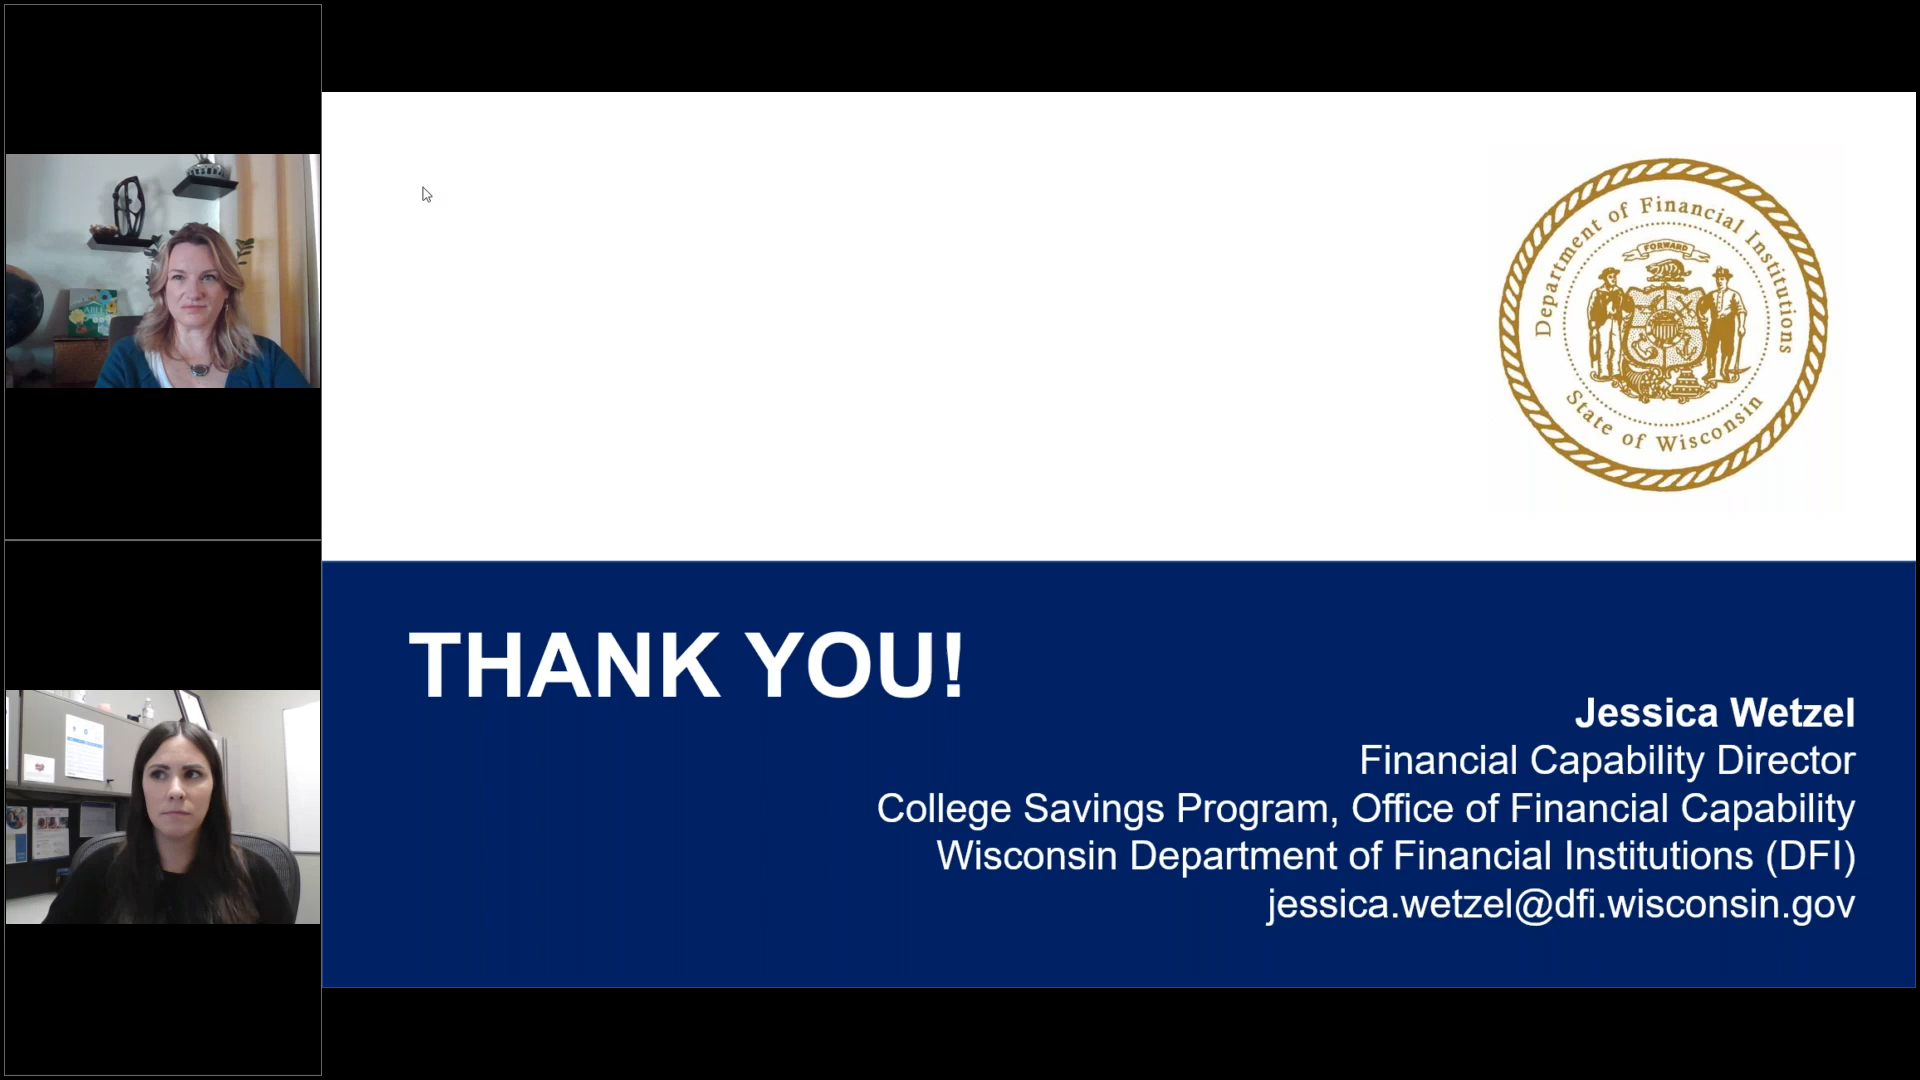 ABLE
Department of Financial Institutions
FORWARD
State of Wisconsin
THANK YOU!
Jessica Wetzel
Financial Capability Director
College Savings Program, Office of Financial Capability
Wisconsin Department of Financial Institutions (DFI)
jessica.wetzel@dfi.wisconsin.gov